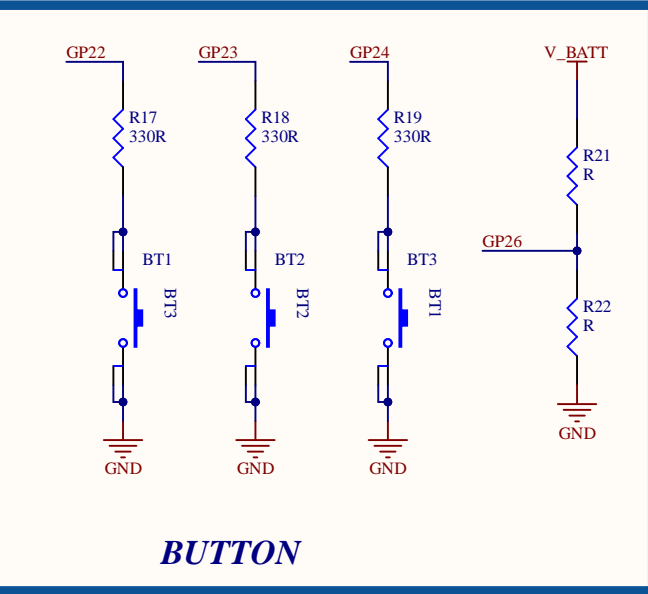 GP22
GP23
GP24
V_BATT
R17
330R
R18
330R
R19
330R
R21
R
GP26
BT1
BT2
BT3
BT3
BT2
BT1
R22
R
GND
GND
GND
GND
BUTTON